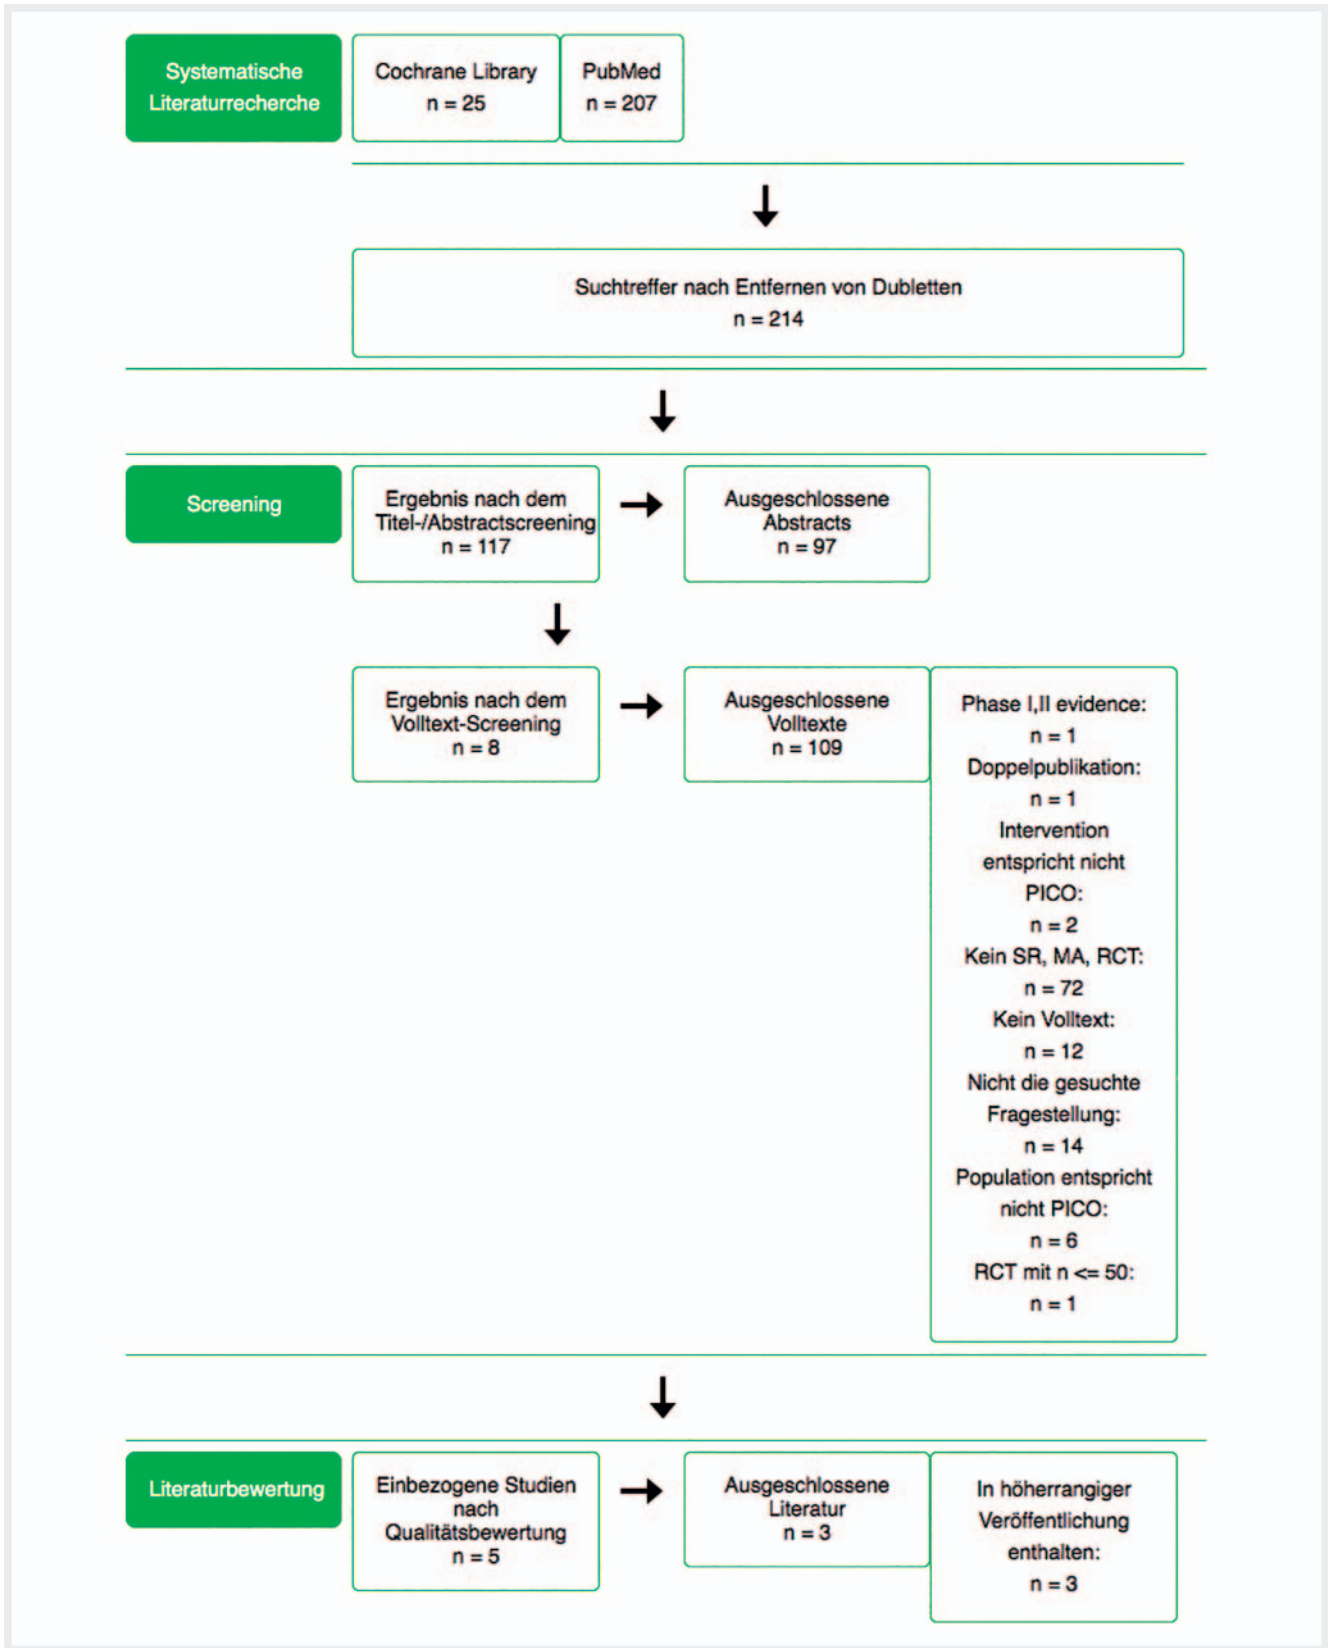 Systematische
Literaturrecherche
Cochrane Library
n = 25
PubMed
n = 207
Suchtreffer nach Entfernen von Dubletten
n = 214
Screening
Ergebnis nach dem
Titel-/Abstractscreening
n = 117
Ausgeschlossene
Abstracts
n = 97
Ergebnis nach dem
Volltext-Screening
n = 8
Ausgeschlossene
Volltexte
n = 109
Phase I,II evidence:
n = 1
Doppelpublikation:
n = 1
Intervention
entspricht nicht
PICO:
n = 2
Kein SR, MA, RCT:
n = 72
Kein Volltext:
n = 12
Nicht die gesuchte
Fragestellung:
n = 14
Population entspricht
nicht PICO:
n = 6
RCT mit n <= 50:
n = 1
Literaturbewertung
Einbezogene Studien
nach
Qualitätsbewertung
n = 5
Ausgeschlossene
Literatur
n = 3
In höherrangiger
Veröffentlichung
enthalten:
n = 3